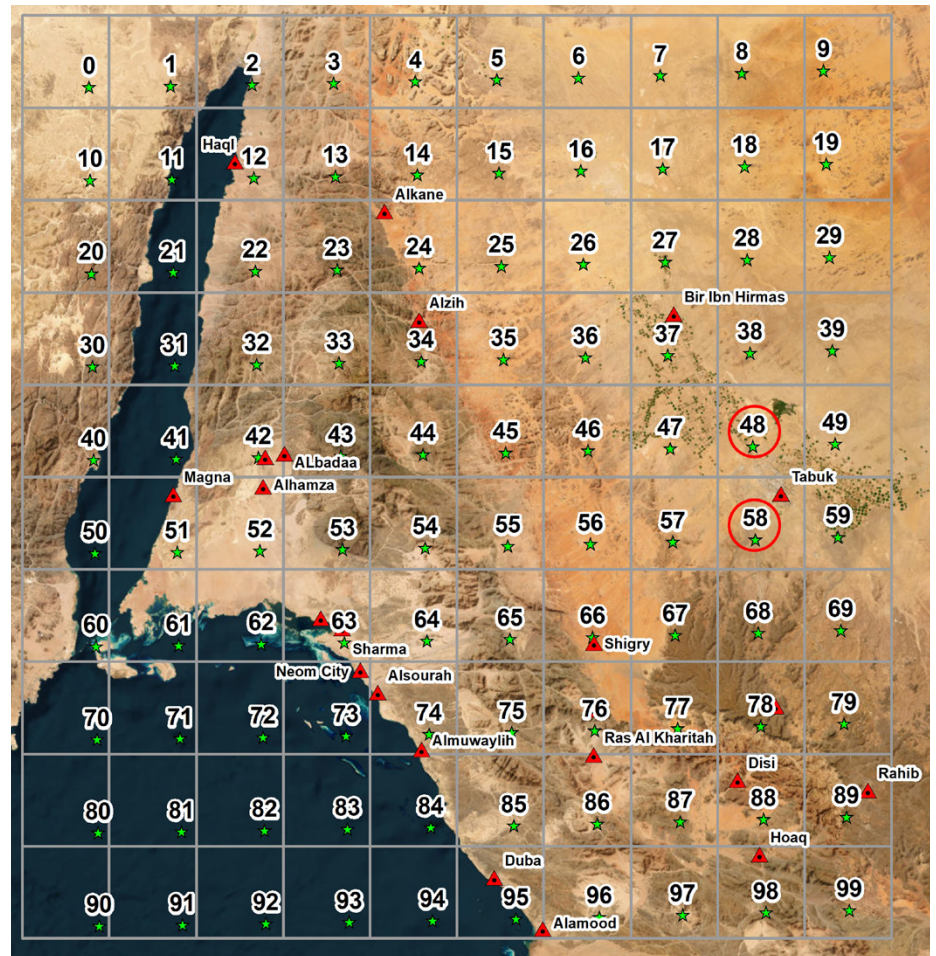 0 1 2 3 4 5 6 7 8 9
Haql
10 11 12 13 14 15 16 17 18 19
Alkane
20 21 22 23 24 25 26 27 28 29
Alzih
Bir Ibn Hirmas
30 31 32 33 34 35 36 37 38 39
40 41 42 43 44 45 46 47 48 49
ALbadaa
Magna
Alhamza
Tabuk
50 51 52 53 54 55 56 57 58 59
60 61 62 63 64 65 66 67 68 69
Sharma
Shigry
Neom City
Alsourah
70 71 72 73 74 75 76 77 78 79
Almuwaylih
Ras Al Kharitah
Disi
Rahib
80 81 82 83 84 85 86 87 88 89
Hoaq
Duba
90 91 92 93 94 95 96 97 98 99
Alamood